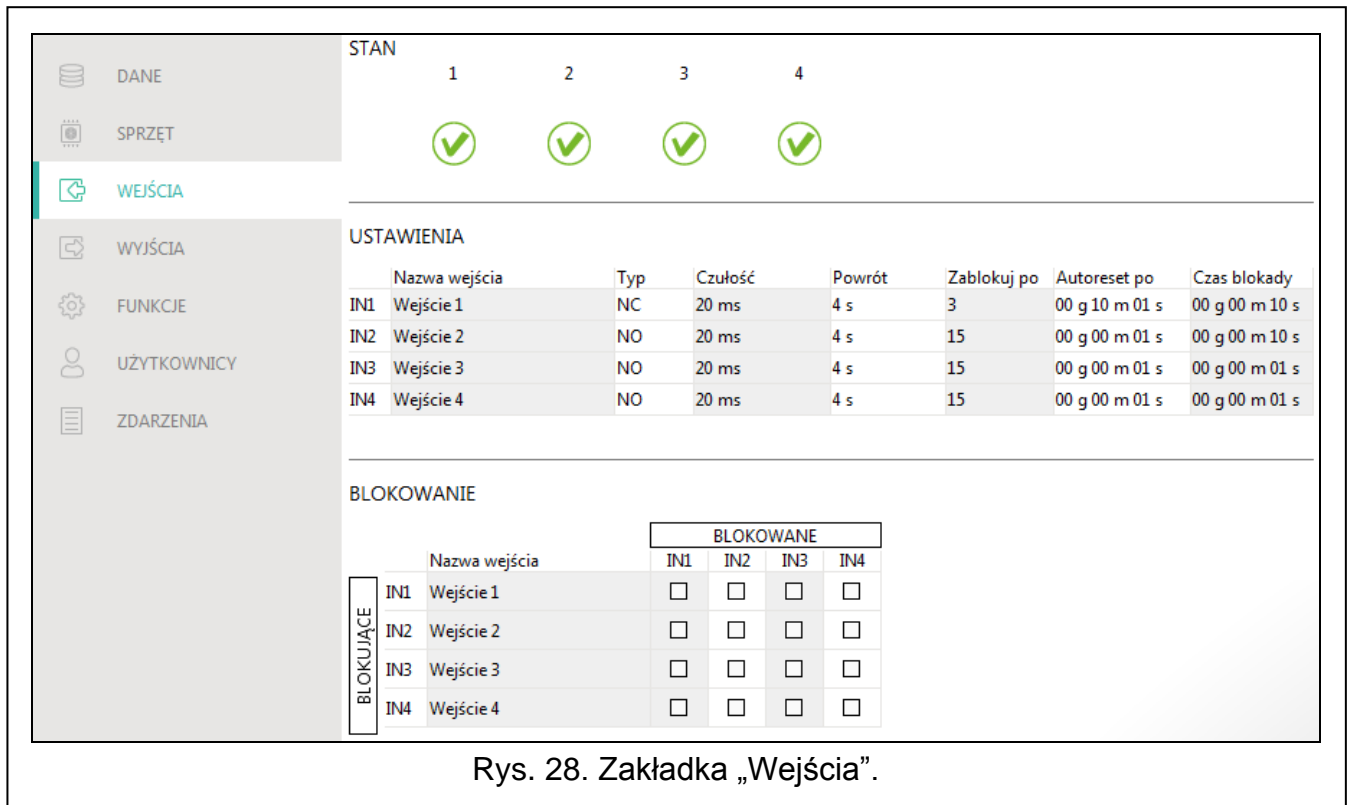 DANE
SPRZĘT
WEJŚCIA
WYJŚCIA
FUNKCJE
UŻYTKOWNICY
ZDARZENIA
STAN
1 2 3 4
USTAWIENIA
Nazwa wejścia Typ Czułość Powrót Zablokuj po Autoreset po Czas blokady
IN1 Wejście 1 NC 20 ms 4 s 3 00 g 10 m 01 s 00 g 00 m 10 s
IN2 Wejście 2 NO 20 ms 4 s 15 00 g 00 m 01 s 00 g 00 m 10 s
IN3 Wejście 3 NO 20 ms 4 s 15 00 g 00 m 01 s 00 g 00 m 01 s
IN4 Wejście 4 NO 20 ms 4 s 15 00 g 00 m 01 s 00 g 00 m 01 s
BLOKOWANIE
BLOKOWANE
Nazwa wejścia IN1 IN2 IN3 IN4
BLOKUJĄCE
IN1 Wejście 1
IN2 Wejście 2
IN3 Wejście 3
IN4 Wejście 4
Rys. 28. Zakładka „Wejścia”.